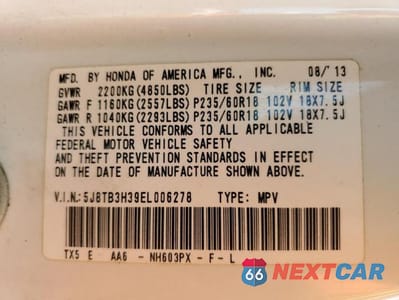 MFD. BY HONDA OF AMERICA MFG., INC. 08/'13
GVWR 2200KG(4850LBS) TIRE SIZE RIM SIZE
GAWR F 1160KG(2557LBS)P235/60R18 102V 18X7.5J
GAWR R 1040KG(2293LBS)P235/60R18 102V 18X7.5J
THIS VEHICLE CONFORMS TO ALL APPLICABLE
FEDERAL MOTOR VEHICLE SAFETY
AND THEFT PREVENTION STANDARDS IN EFFECT ON
THE DATE OF MANUFACTURE SHOWN ABOVE.
V.I.N.:5J8TB3H39EL006278 TYPE: MPV
TX5 E AA6 - NH603PX - F - L
66 NEXTCAR